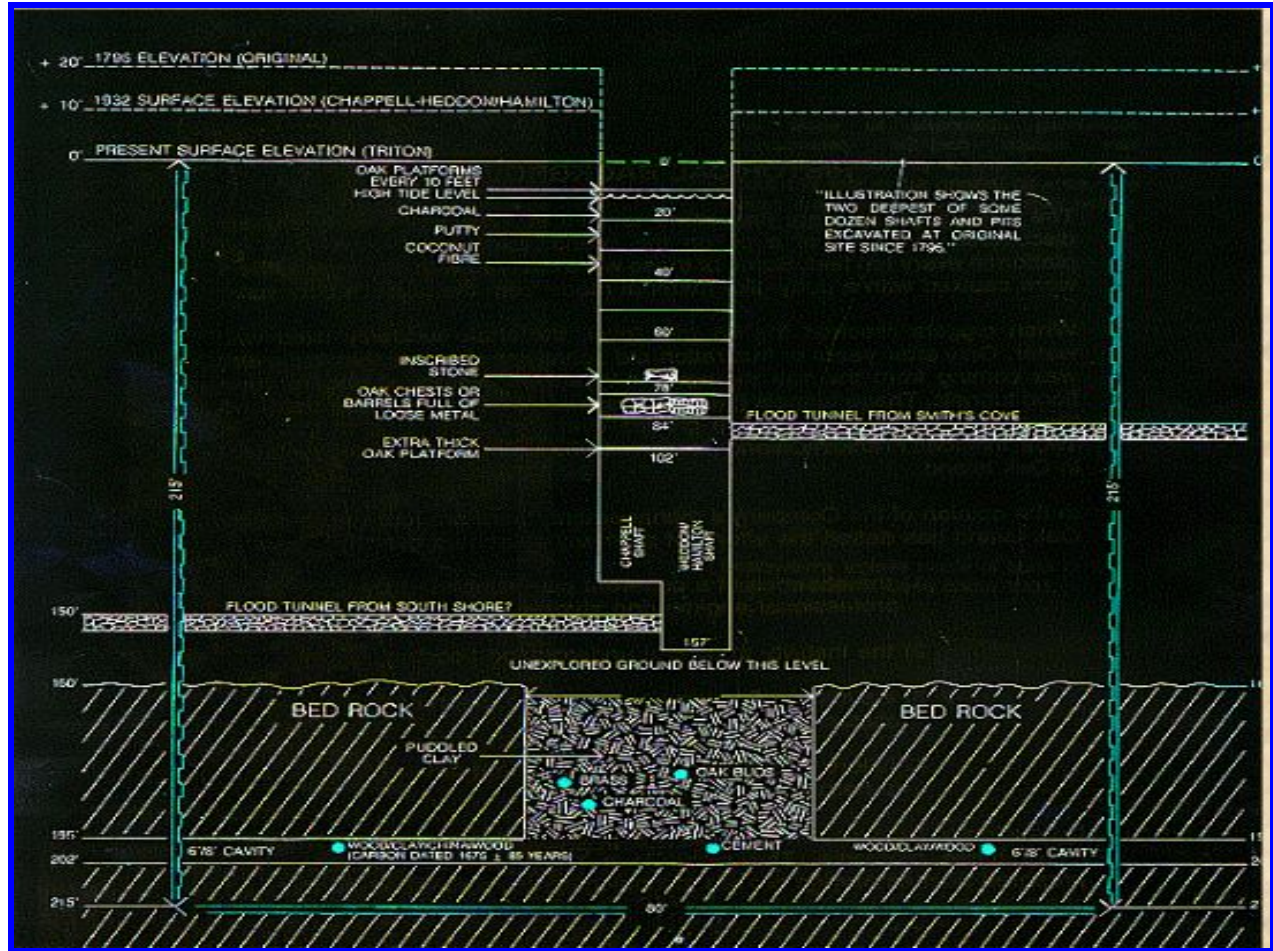 + 20' 1795 ELEVATION (ORIGINAL)
+ 10' 1932 SURFACE ELEVATION (CHAPPELL-HEDDON/HAMILTON)
0' PRESENT SURFACE ELEVATION (TRITON)
0'
OAK PLATFORMS
EVERY 10 FEET
HIGH TIDE LEVEL
CHARCOAL
PUTTY
COCONUT
FIBRE
20'
40'
60'
"ILLUSTRATION SHOWS THE
TWO DEEPEST OF SOME
DOZEN SHAFTS AND PITS
EXCAVATED AT ORIGINAL
SITE SINCE 1795."
INSCRIBED
STONE
78'
OAK CHESTS OR
BARRELS FULL OF
LOOSE METAL
84'
FLOOD TUNNEL FROM SMITH'S COVE
EXTRA THICK
OAK PLATFORM
102'
215'
215'
CHAPPELL
SHAFT
HAMILTON
SHAFT
150'
FLOOD TUNNEL FROM SOUTH SHORE?
157'
UNEXPLORED GROUND BELOW THIS LEVEL
BED ROCK
BED ROCK
PUDDLED
CLAY
BRASS
OAK BUDS
CHARCOAL
195'
6'/8' CAVITY
(CARBON DATED 1575 ± 85 YEARS)
CEMENT
WOOD/CLAY/WOOD
6'/8' CAVITY
202'
215'
80'